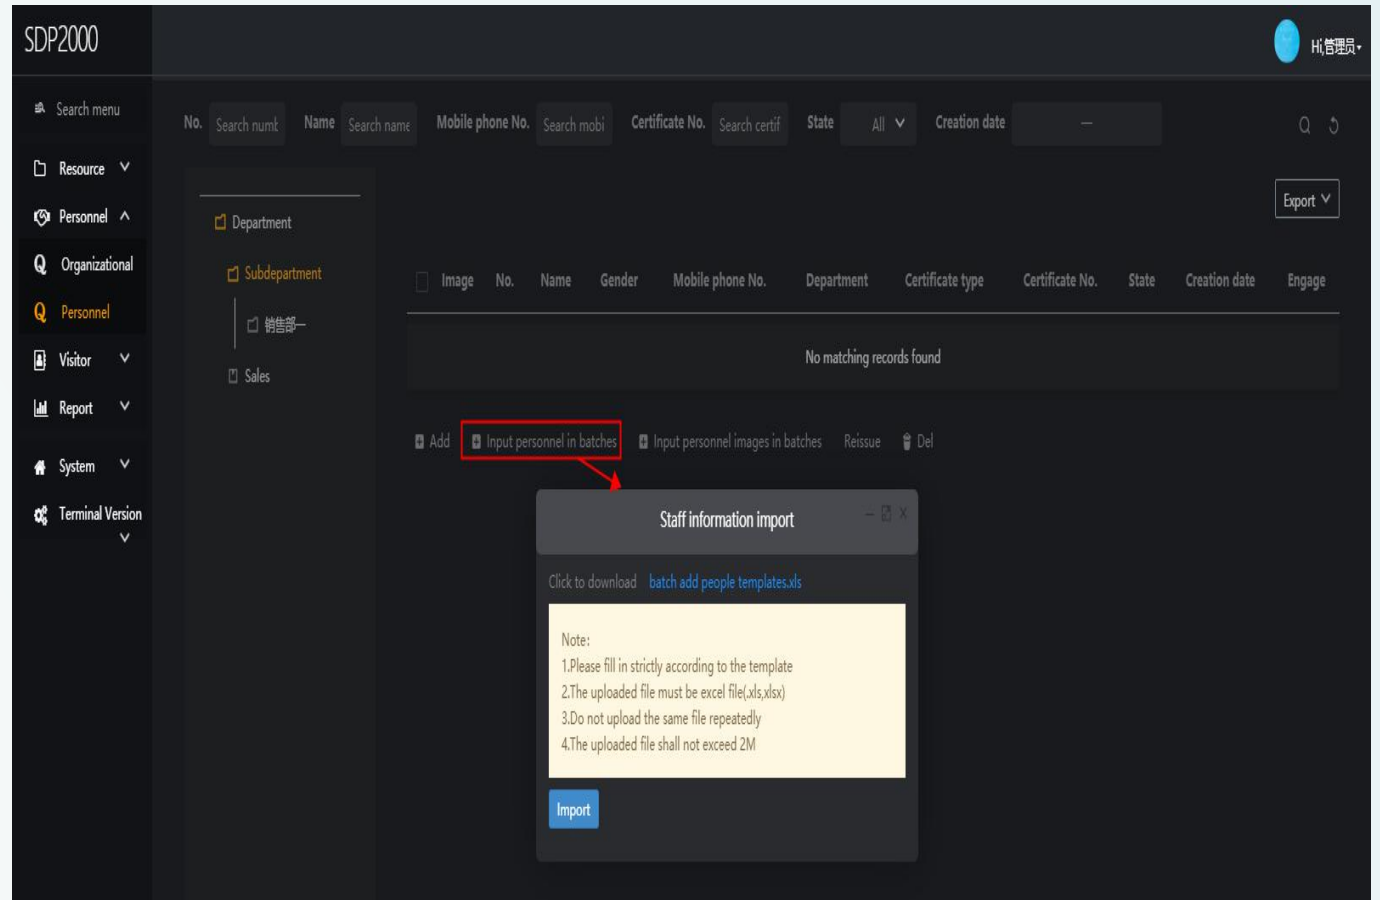 SDP2000
Hi,管理员
Search menu
No. Search numb Name Search name Mobile phone No. Search mobi Certificate No. Search certif State All Creation date —
Resource
Export
Personnel
Department
Organizational
Subdepartment
Image No. Name Gender Mobile phone No. Department Certificate type Certificate No. State Creation date Engage
Personnel
销售部一
Visitor
No matching records found
Sales
Report
Add Input personnel in batches Input personnel images in batches Reissue Del
System
Terminal Version
Staff information import
Click to download batch add people templates.xls
Note:
1.Please fill in strictly according to the template
2.The uploaded file must be excel file(.xls,xlsx)
3.Do not upload the same file repeatedly
4.The uploaded file shall not exceed 2M
Import